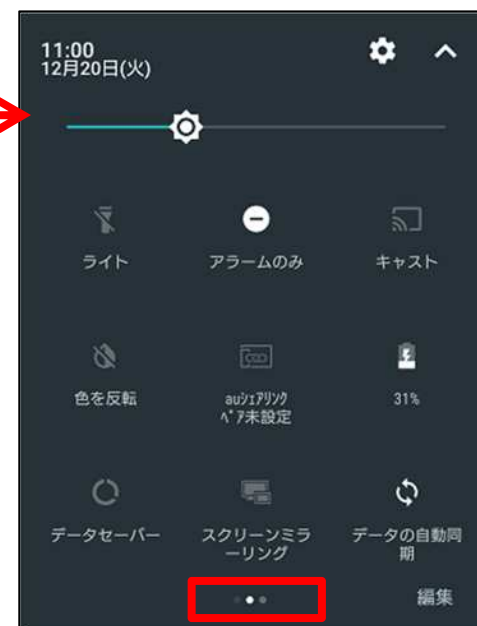 11:00
12月20日(火)
ライト
アラームのみ
キャスト
色を反転
auｼｪｱﾘﾝｸﾞ
ﾍﾟｱ未設定
31%
データセーバー
スクリーンミラ
ーリング
データの自動同
期
編集